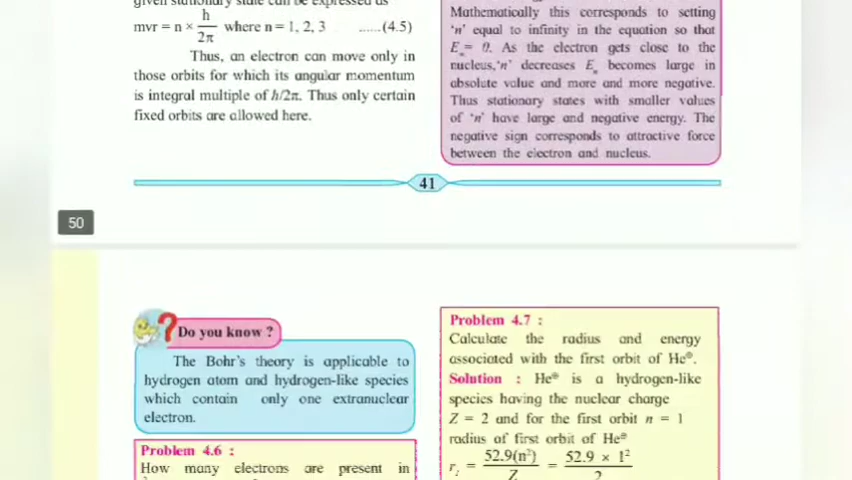 given stationary state can be expressed as
mvr = n × h/2π where n = 1, 2, 3 ......(4.5)
Thus, an electron can move only in
those orbits for which its angular momentum
is integral multiple of h/2π. Thus only certain
fixed orbits are allowed here.
Mathematically this corresponds to setting
‘n’ equal to infinity in the equation so that
E∞= 0. As the electron gets close to the
nucleus,‘n’ decreases Eₙ becomes large in
absolute value and more and more negative.
Thus stationary states with smaller values
of ‘n’ have large and negative energy. The
negative sign corresponds to attractive force
between the electron and nucleus.
41
50
Do you know ?
The Bohr's theory is applicable to
hydrogen atom and hydrogen-like species
which contain only one extranuclear
electron.
Problem 4.6 :
How many electrons are present in
Problem 4.7 :
Calculate the radius and energy
associated with the first orbit of He⊕.
Solution : He⊕ is a hydrogen-like
species having the nuclear charge
Z = 2 and for the first orbit n = 1
radius of first orbit of He⊕
r₁ = 52.9(n²)/Z = 52.9 × 1²/2